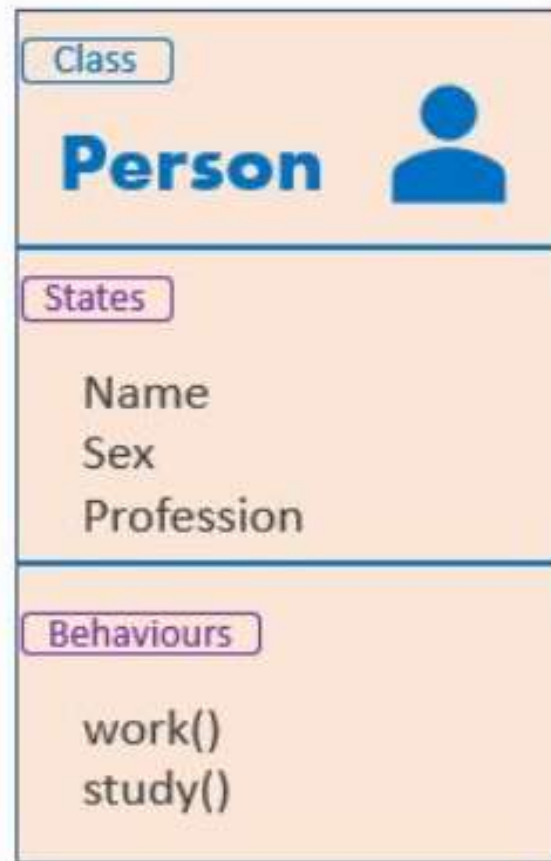 Class
Person
States
Name
Sex
Profession
Behaviours
work()
study()